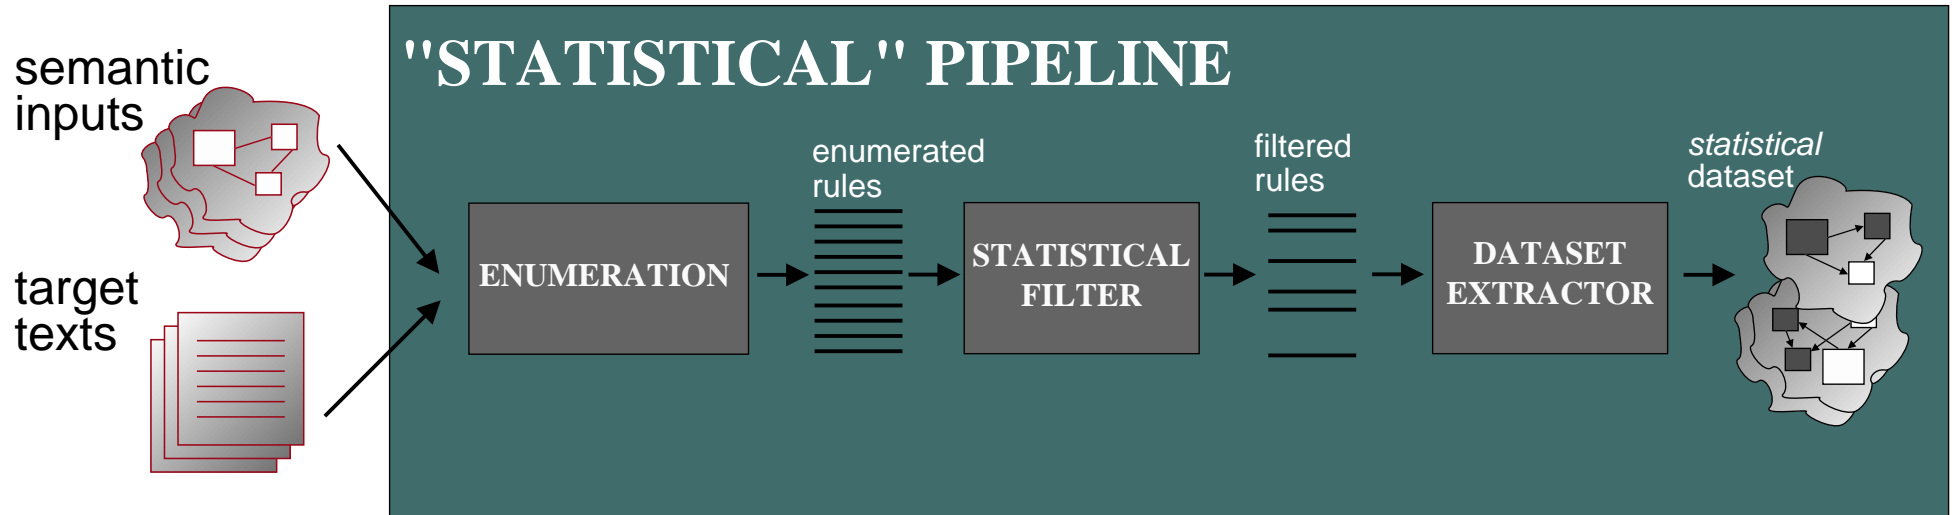 "STATISTICAL" PIPELINE
semantic
inputs
target
texts
ENUMERATION
enumerated
rules
STATISTICAL
FILTER
filtered
rules
DATASET
EXTRACTOR
statistical
dataset